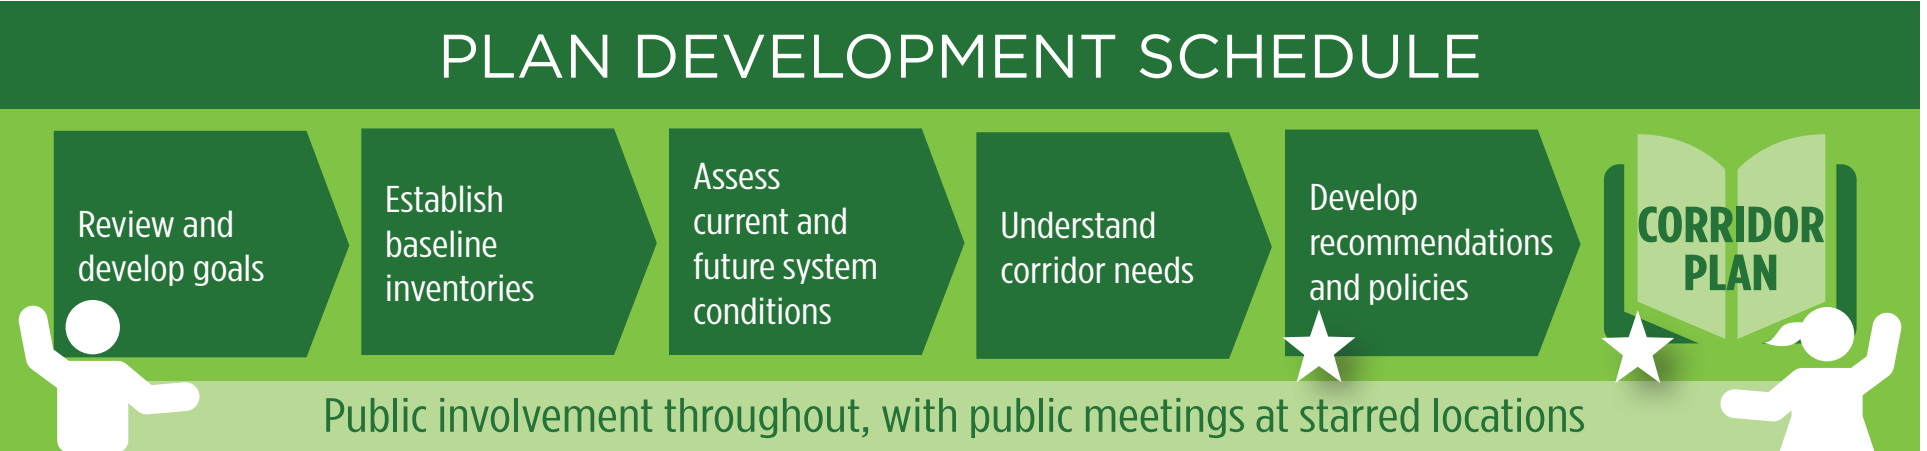 PLAN DEVELOPMENT SCHEDULE
Review and
develop goals
Establish
baseline
inventories
Assess
current and
future system
conditions
Understand
corridor needs
Develop
recommendations
and policies
CORRIDOR
PLAN
Public involvement throughout, with public meetings at starred locations